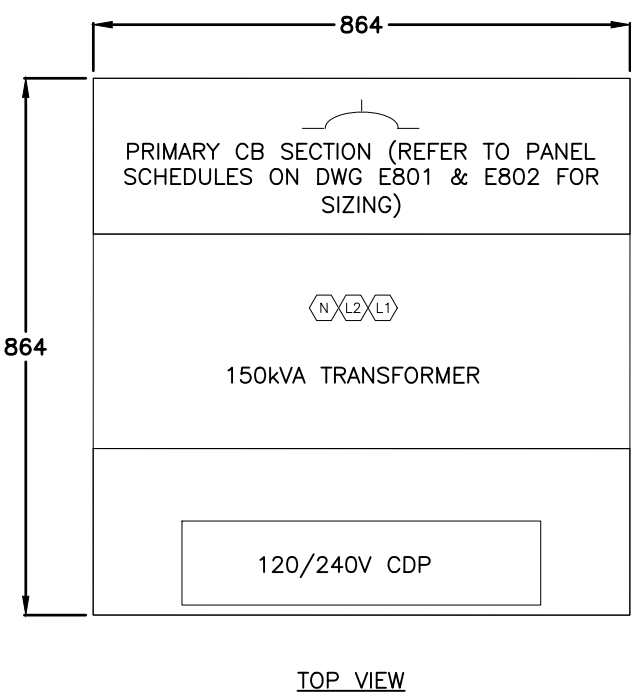 864
PRIMARY CB SECTION (REFER TO PANEL
SCHEDULES ON DWG E801 & E802 FOR
SIZING)
N L2 L1
864
150kVA TRANSFORMER
120/240V CDP
TOP VIEW